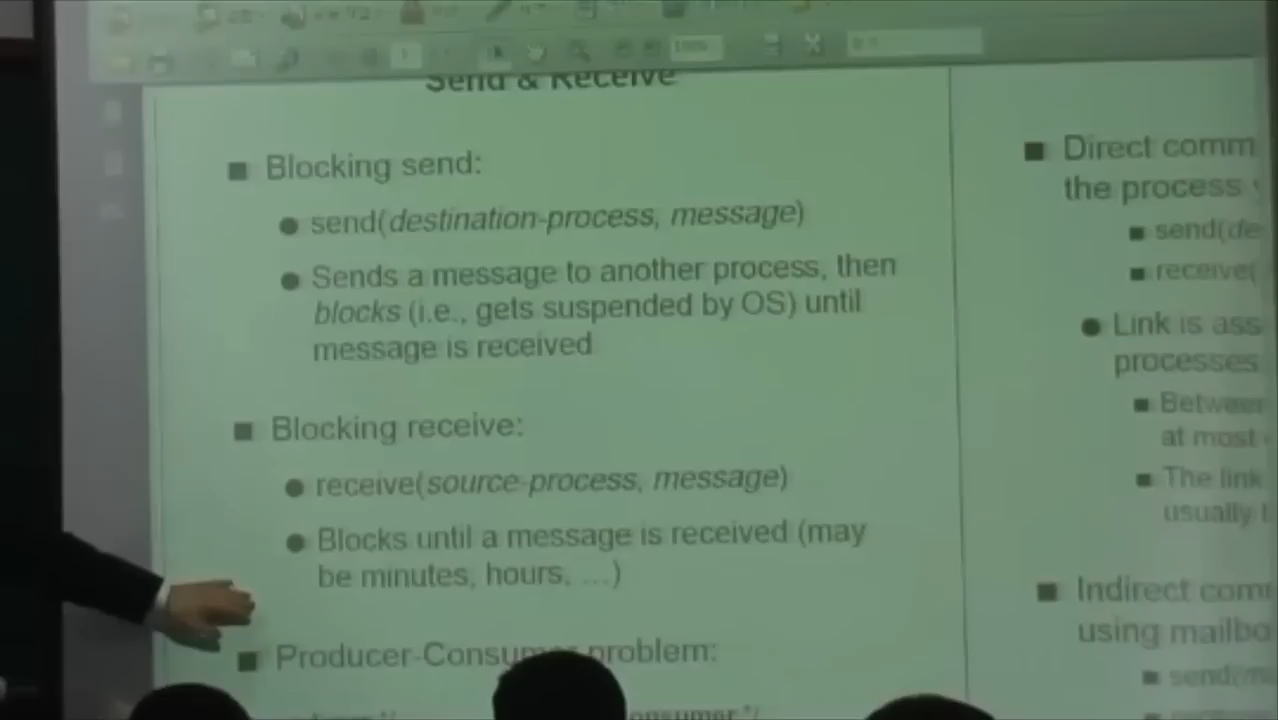 100%
Send & Receive
Blocking send:
send(destination-process, message)
Sends a message to another process, then
blocks (i.e., gets suspended by OS) until
message is received
Blocking receive:
receive(source-process, message)
Blocks until a message is received (may
be minutes, hours, …)
Producer-Consumer problem:
Direct comm
the process
send(de
receive(
Link is ass
processes
Between
at most
The link
usually
Indirect com
using mailbo
send(m